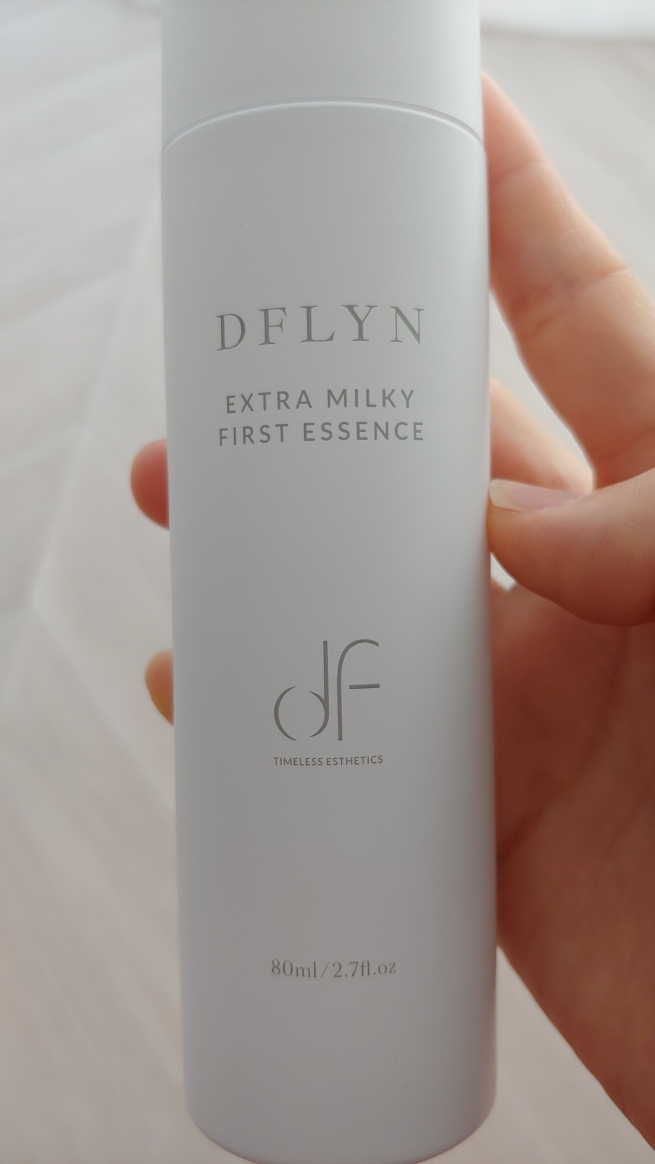 DFLYN
EXTRA MILKY
FIRST ESSENCE
df
TIMELESS ESTHETICS
80ml/2.7fl.oz